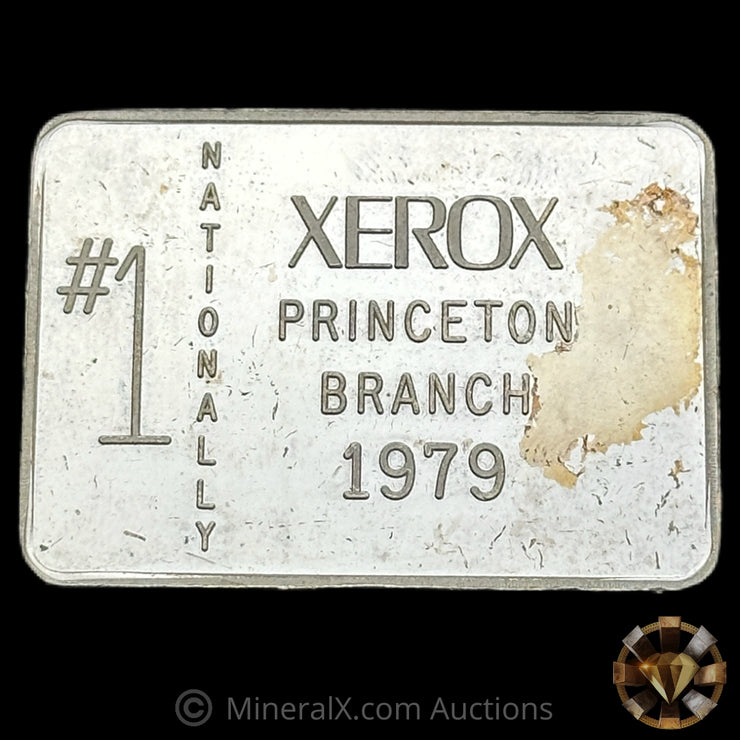 #1
NATIONALLY
XEROX
PRINCETON
BRANCH
1979
© MineralX.com Auctions